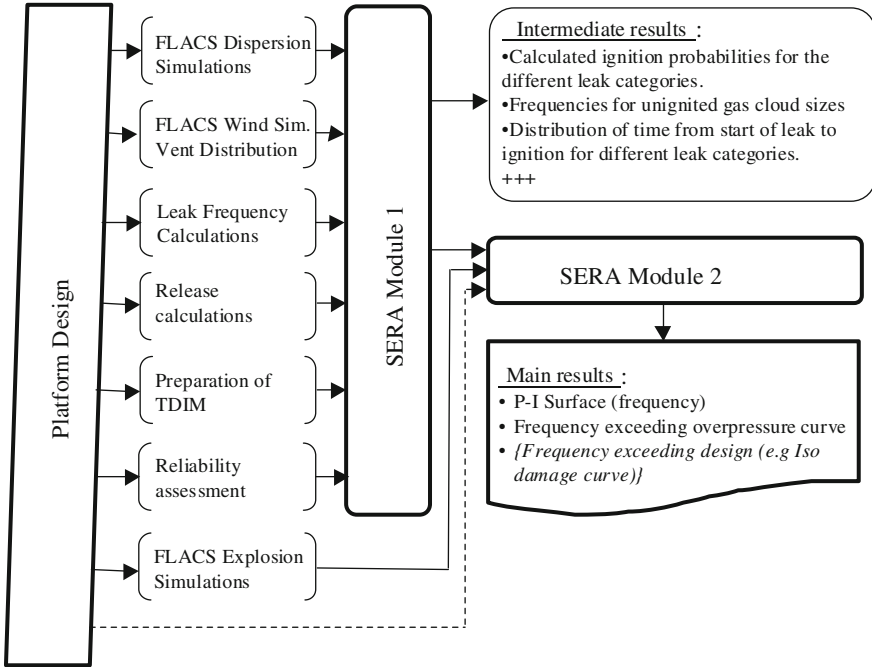 Platform Design
FLACS Dispersion
Simulations
FLACS Wind Sim.
Vent Distribution
Leak Frequency
Calculations
Release
calculations
Preparation of
TDIM
Reliability
assessment
FLACS Explosion
Simulations
SERA Module 1
Intermediate results :
•Calculated ignition probabilities for the
different leak categories.
•Frequencies for unignited gas cloud sizes
•Distribution of time from start of leak to
ignition for different leak categories.
+++
SERA Module 2
Main results :
• P-I Surface (frequency)
• Frequency exceeding overpressure curve
• {Frequency exceeding design (e.g Iso
damage curve)}